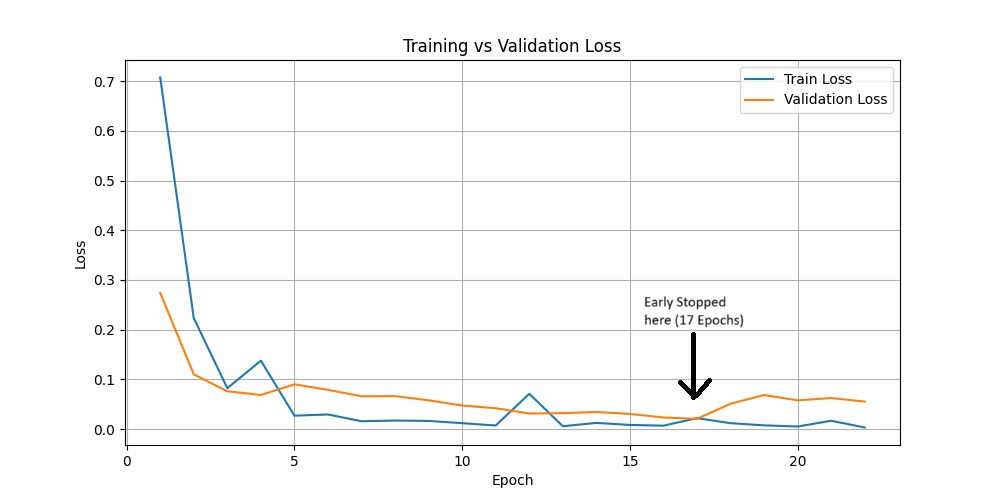 Training vs Validation Loss
Train Loss
Validation Loss
0.7
0.6
0.5
0.4
0.3
0.2
0.1
0.0
Loss
Early Stopped
here (17 Epochs)
0
5
10
15
20
Epoch